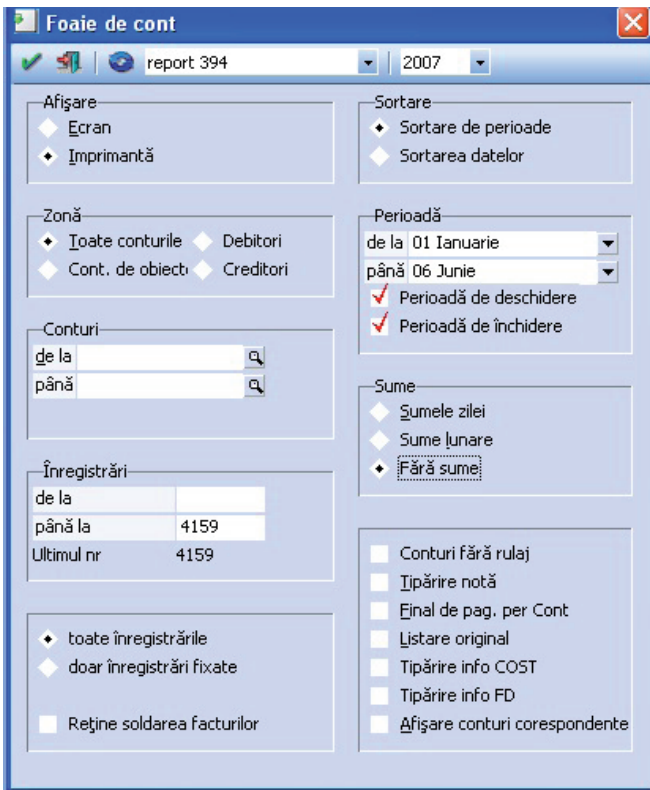 Foaie de cont
report 394
2007
Afişare
Ecran
Imprimantă
Sortare
Sortare de perioade
Sortarea datelor
Zonă
Toate conturile
Debitori
Cont. de obiect
Creditori
Perioadă
de la 01 Ianuarie
până 06 Junie
Perioadă de deschidere
Perioadă de închidere
Conturi
de la
până
Sume
Sumele zilei
Sume lunare
Fără sume
Înregistrări
de la
până la 4159
Ultimul nr 4159
toate înregistrările
doar înregistrări fixate
Reţine soldarea facturilor
Conturi fără rulaj
Tipărire notă
Final de pag. per Cont
Listare original
Tipărire info COST
Tipărire info FD
Afişare conturi corespondente